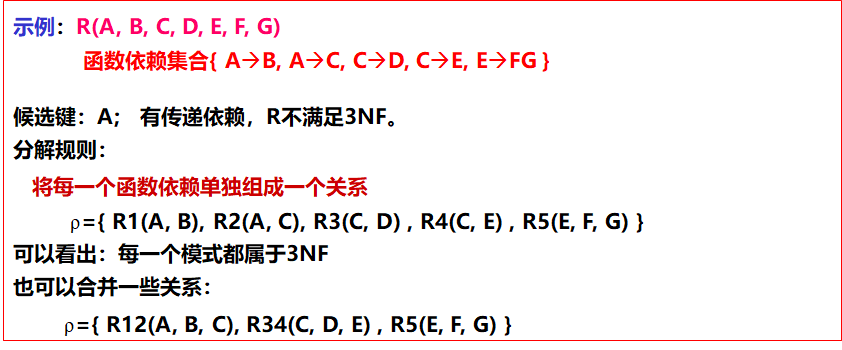 示例：R(A, B, C, D, E, F, G)
函数依赖集合{ A→B, A→C, C→D, C→E, E→FG }
候选键：A； 有传递依赖，R不满足3NF。
分解规则：
将每一个函数依赖单独组成一个关系
ρ={ R1(A, B), R2(A, C), R3(C, D) , R4(C, E) , R5(E, F, G) }
可以看出：每一个模式都属于3NF
也可以合并一些关系：
ρ={ R12(A, B, C), R34(C, D, E) , R5(E, F, G) }